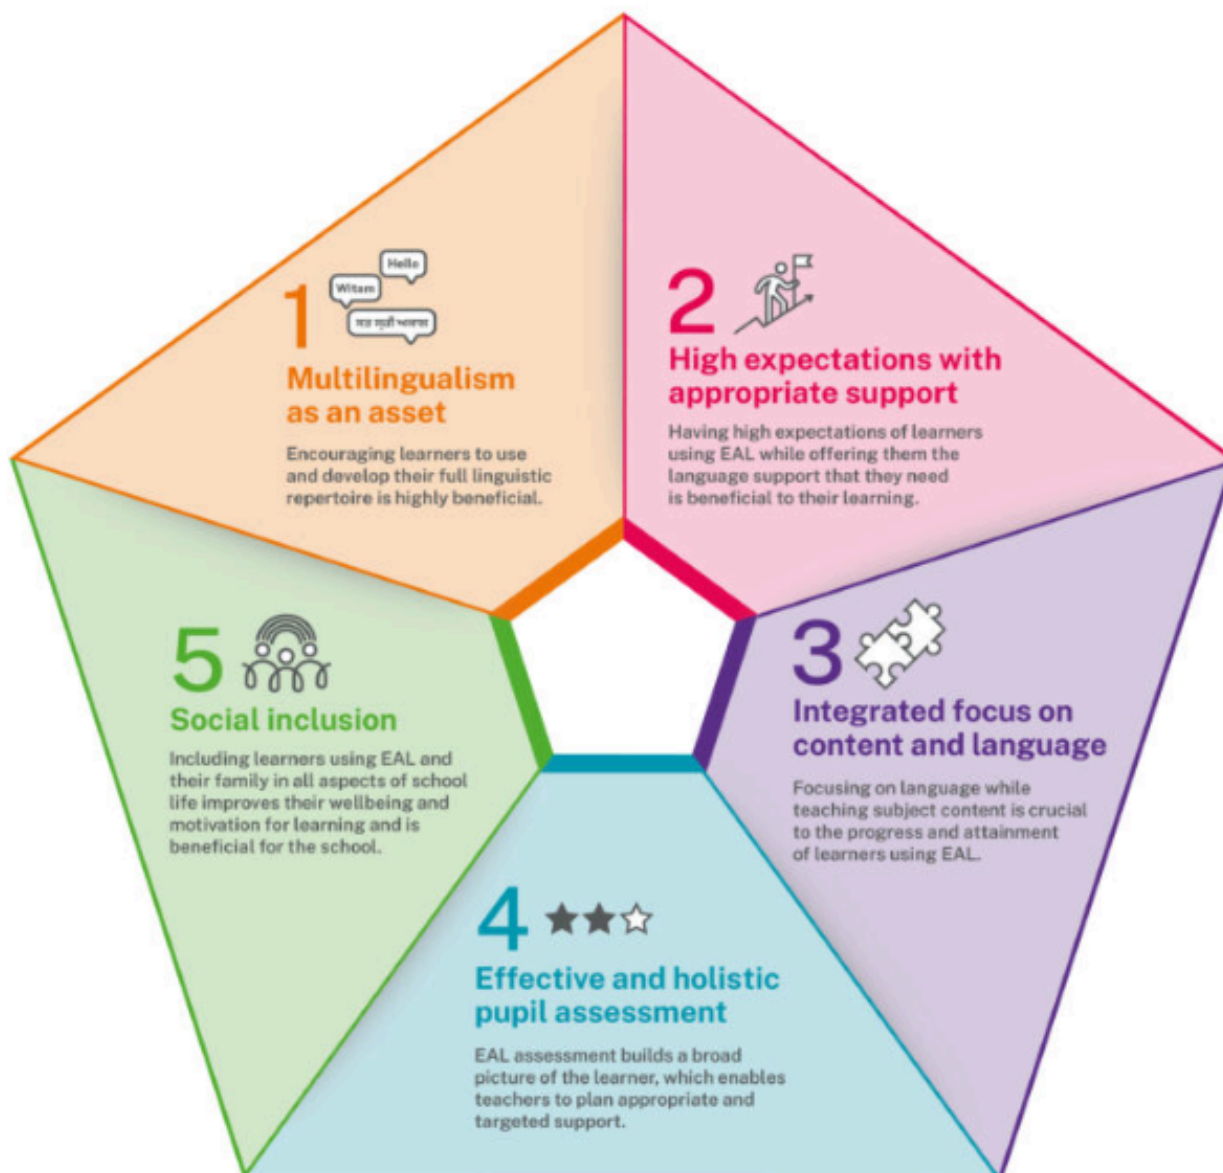 Hello
Witam
ਸਤ ਸ੍ਰੀ ਅਕਾਲ
1
Multilingualism
as an asset
Encouraging learners to use
and develop their full linguistic
repertoire is highly beneficial.
2
High expectations with
appropriate support
Having high expectations of learners
using EAL while offering them the
language support that they need
is beneficial to their learning.
3
Integrated focus on
content and language
Focusing on language while
teaching subject content is crucial
to the progress and attainment
of learners using EAL.
4
Effective and holistic
pupil assessment
EAL assessment builds a broad
picture of the learner, which enables
teachers to plan appropriate and
targeted support.
5
Social inclusion
Including learners using EAL and
their family in all aspects of school
life improves their wellbeing and
motivation for learning and is
beneficial for the school.